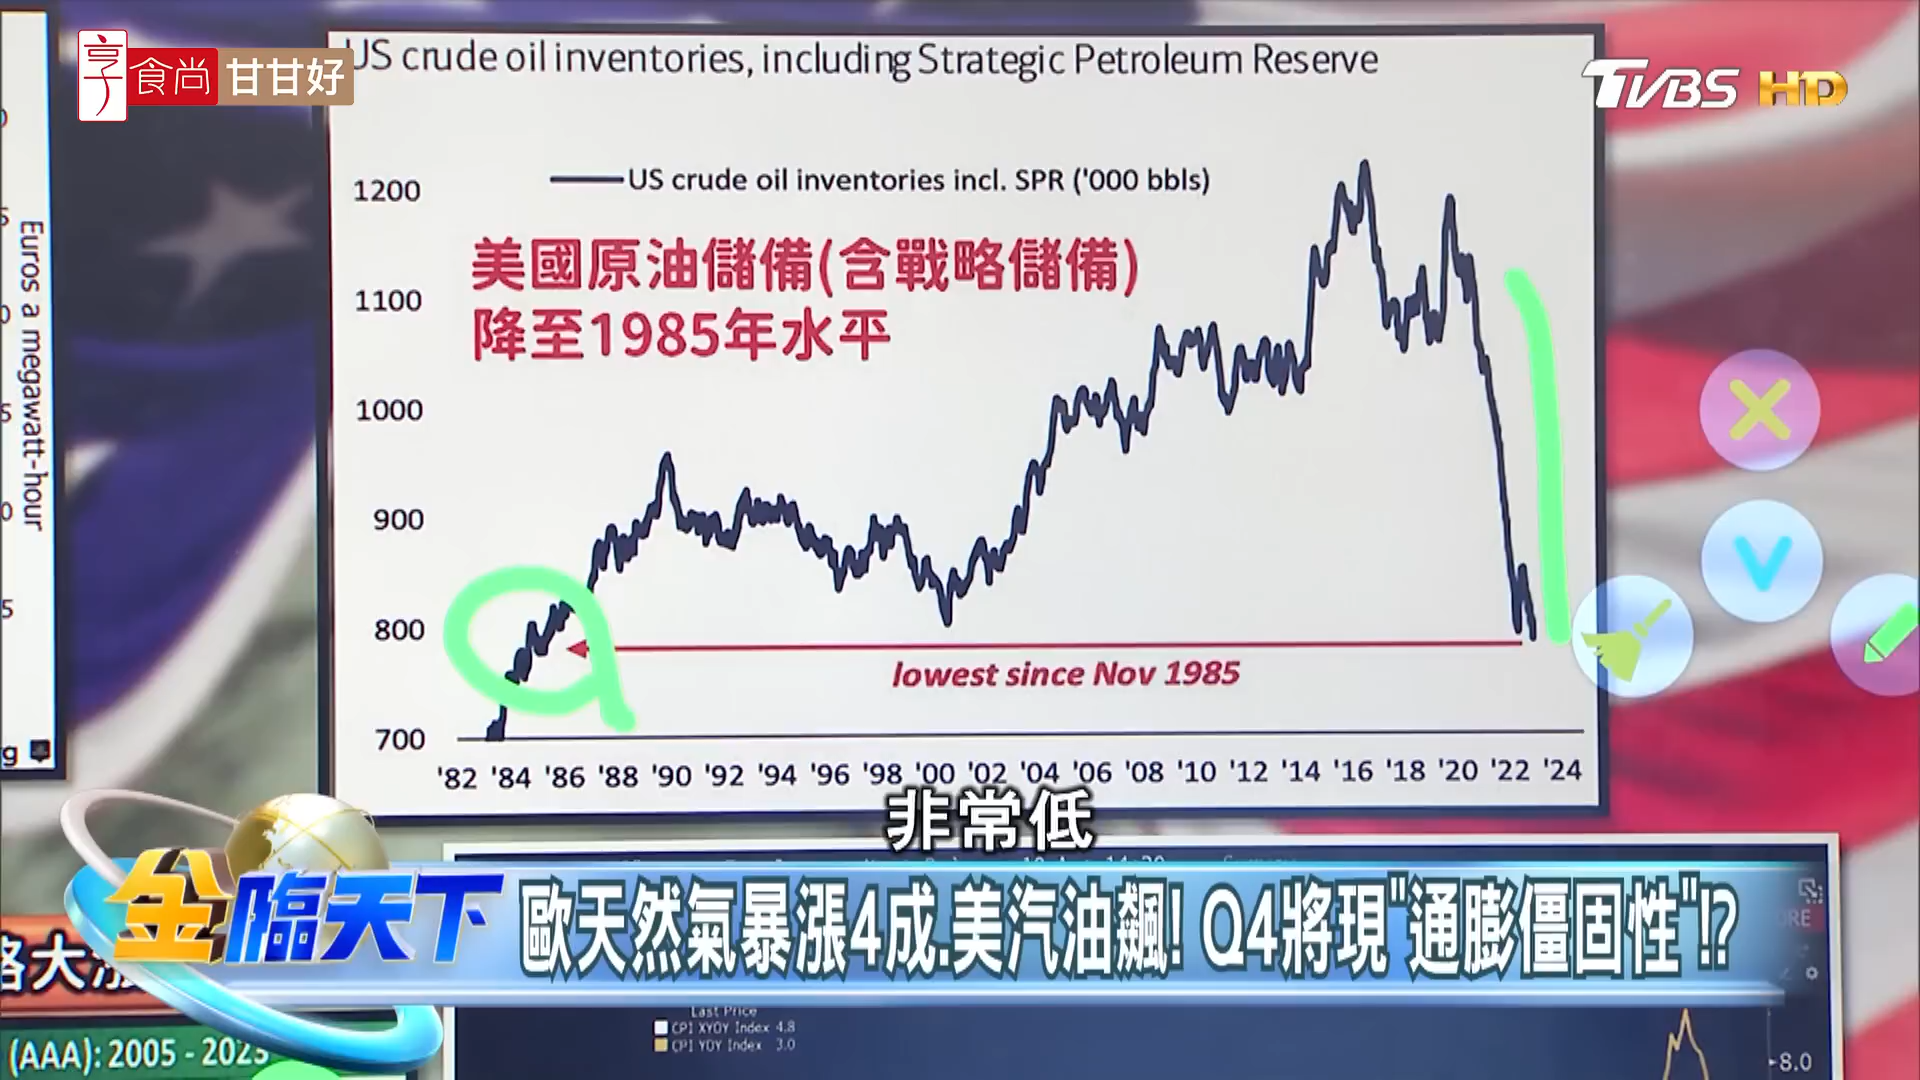 享
食尚 甘甘好
TVBS HD
US crude oil inventories, including Strategic Petroleum Reserve
US crude oil inventories incl. SPR ('000 bbls)
美國原油儲備(含戰略儲備)
降至1985年水平
1200
1100
1000
900
800
700
lowest since Nov 1985
'82 '84 '86 '88 '90 '92 '94 '96 '98 '00 '02 '04 '06 '08 '10 '12 '14 '16 '18 '20 '22 '24
Euros a megawatt-hour
非常低
金臨天下
歐天然氣暴漲4成.美汽油飆! Q4將現"通膨僵固性"!?
(AAA): 2005 - 2023
Last Price
CPI XYOY Index 4.8
CPI YOY Index 3.0
8.0